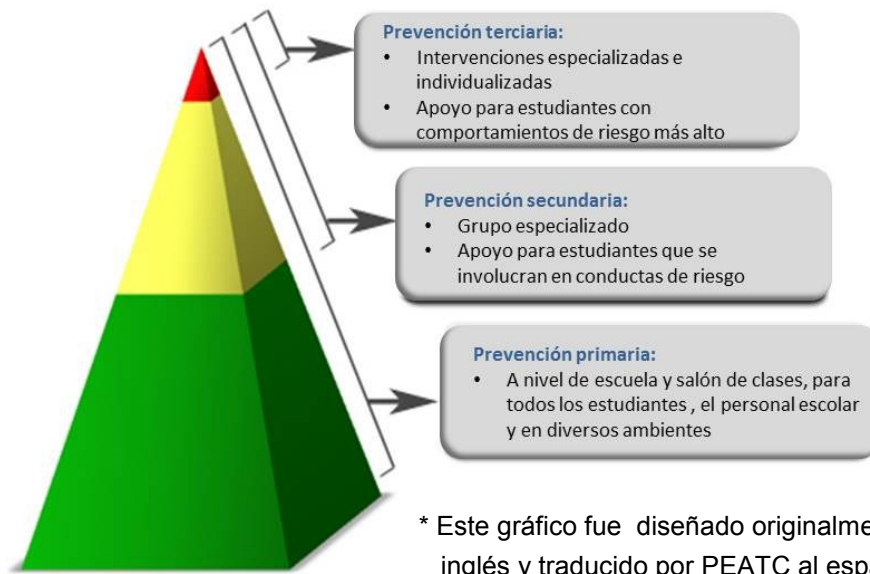 Prevención terciaria:
• Intervenciones especializadas e
individualizadas
• Apoyo para estudiantes con
comportamientos de riesgo más alto
Prevención secundaria:
• Grupo especializado
• Apoyo para estudiantes que se
involucran en conductas de riesgo
Prevención primaria:
• A nivel de escuela y salón de clases, para
todos los estudiantes , el personal escolar
y en diversos ambientes
* Este gráfico fue diseñado
inglés y traducido por PEATC al